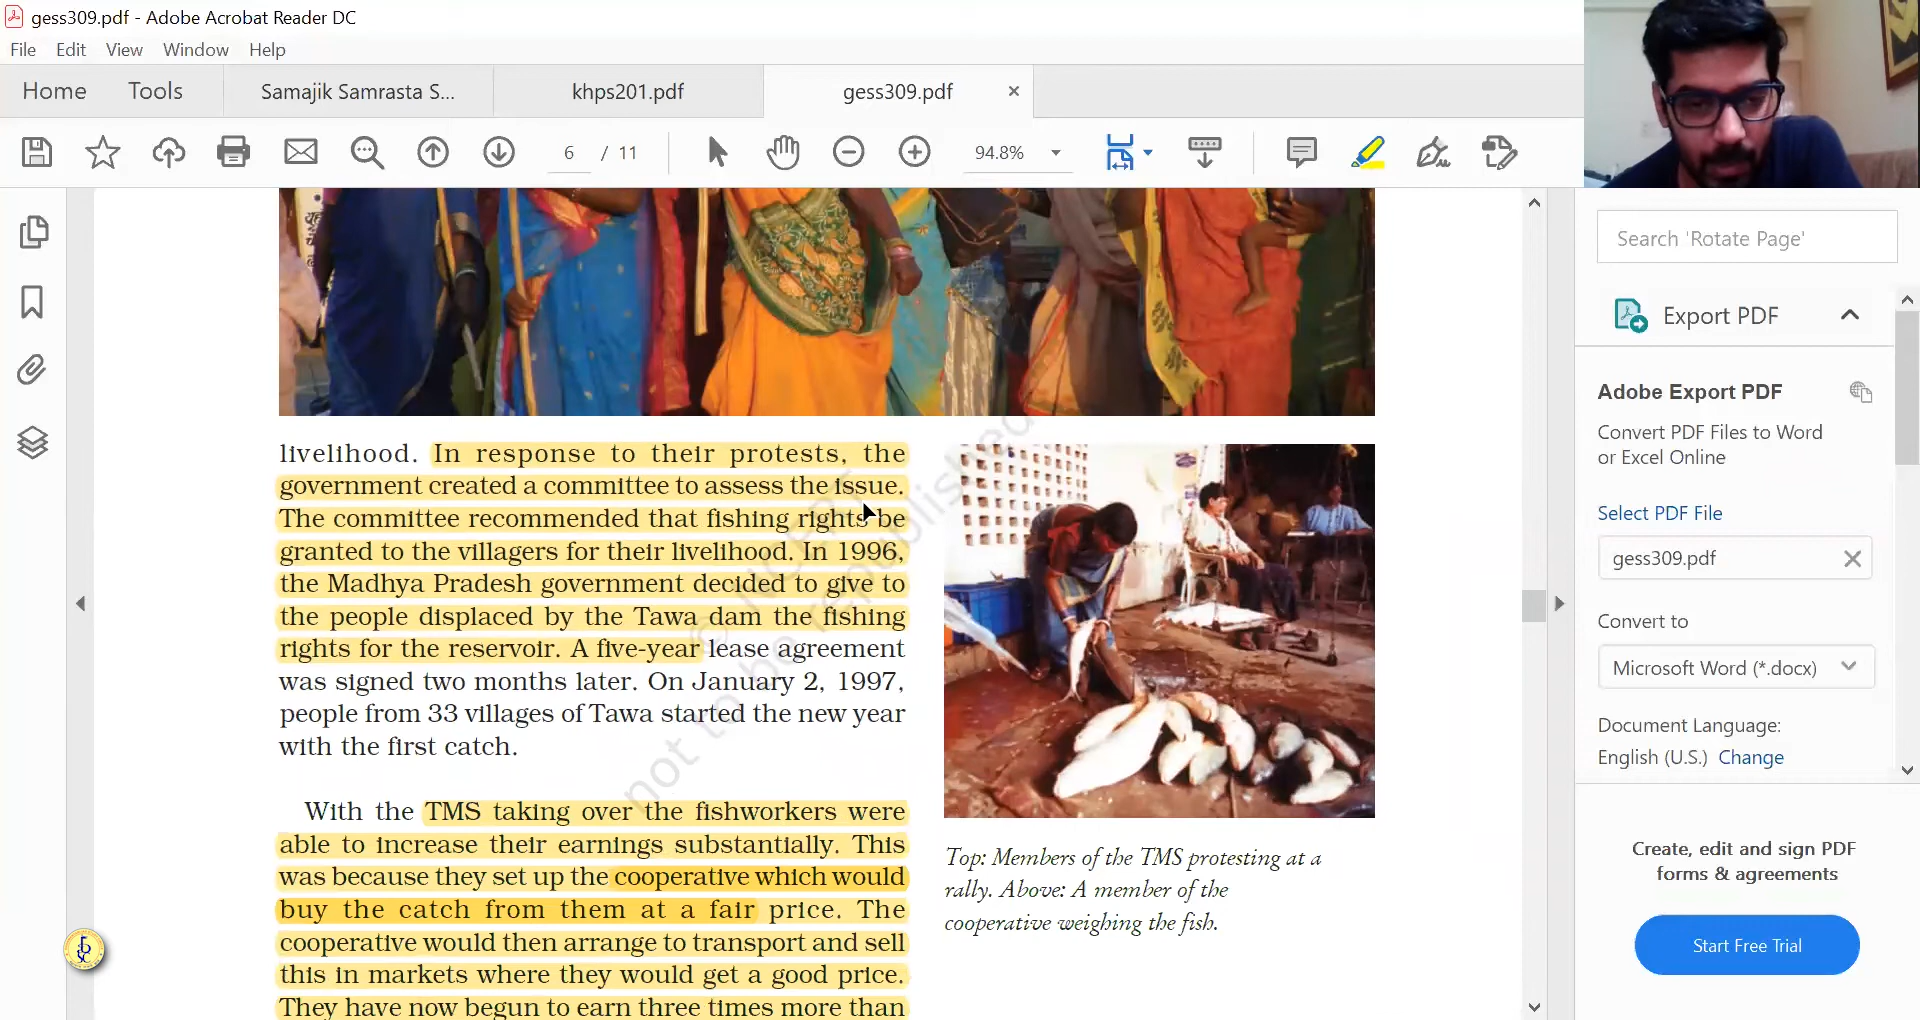 gess309.pdf - Adobe Acrobat Reader DC
File Edit View Window Help
Home Tools Samajik Samrasta S... khps201.pdf gess309.pdf
6 / 11 94.8%
livelihood. In response to their protests, the
government created a committee to assess the issue.
The committee recommended that fishing rights be
granted to the villagers for their livelihood. In 1996,
the Madhya Pradesh government decided to give to
the people displaced by the Tawa dam the fishing
rights for the reservoir. A five-year lease agreement
was signed two months later. On January 2, 1997,
people from 33 villages of Tawa started the new year
with the first catch.
With the TMS taking over the fishworkers were
able to increase their earnings substantially. This
was because they set up the cooperative which would
buy the catch from them at a fair price. The
cooperative would then arrange to transport and sell
this in markets where they would get a good price.
They have now begun to earn three times more than
© NCERT
not to be republished
Top: Members of the TMS protesting at a
rally. Above: A member of the
cooperative weighing the fish.
Search 'Rotate Page'
Export PDF
Adobe Export PDF
Convert PDF Files to Word
or Excel Online
Select PDF File
gess309.pdf
Convert to
Microsoft Word (*.docx)
Document Language:
English (U.S.) Change
Create, edit and sign PDF
forms & agreements
Start Free Trial